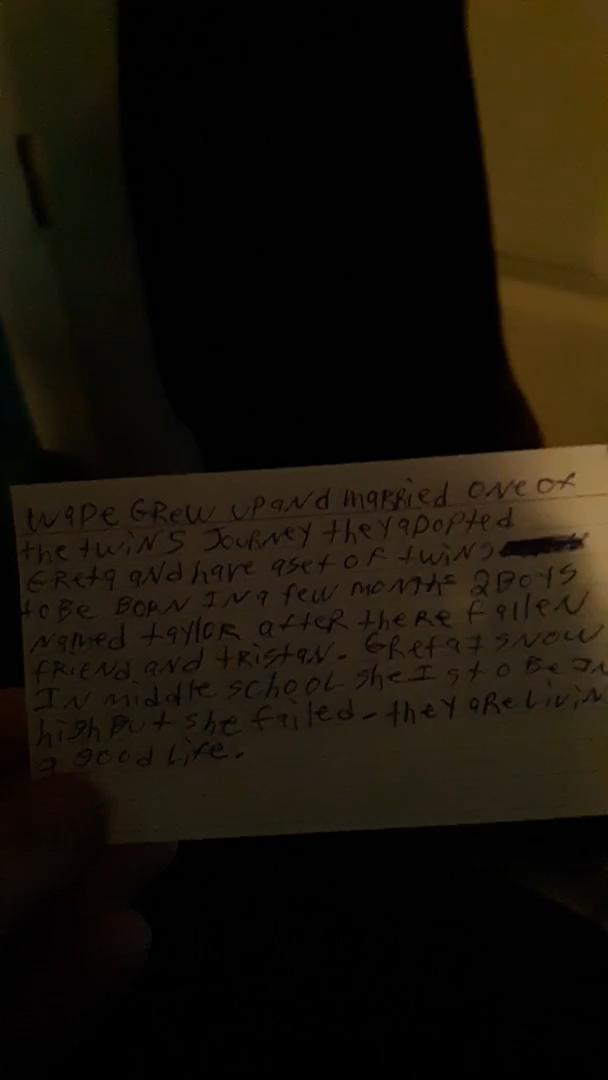 WaDe GReW UP aNd maRRied ONe of
the twiNS JoURNeY theY aDoPted
GReta aNd have a set oF twiNS
to Be BoRN IN a few moNths 2 BoYS
Named taYloR after theRe falleN
fRieNd aNd tRistaN. GReta IS NoW
IN middle school she IS to Be IN
high But she failed - theY aRe LiviN
a good Life.